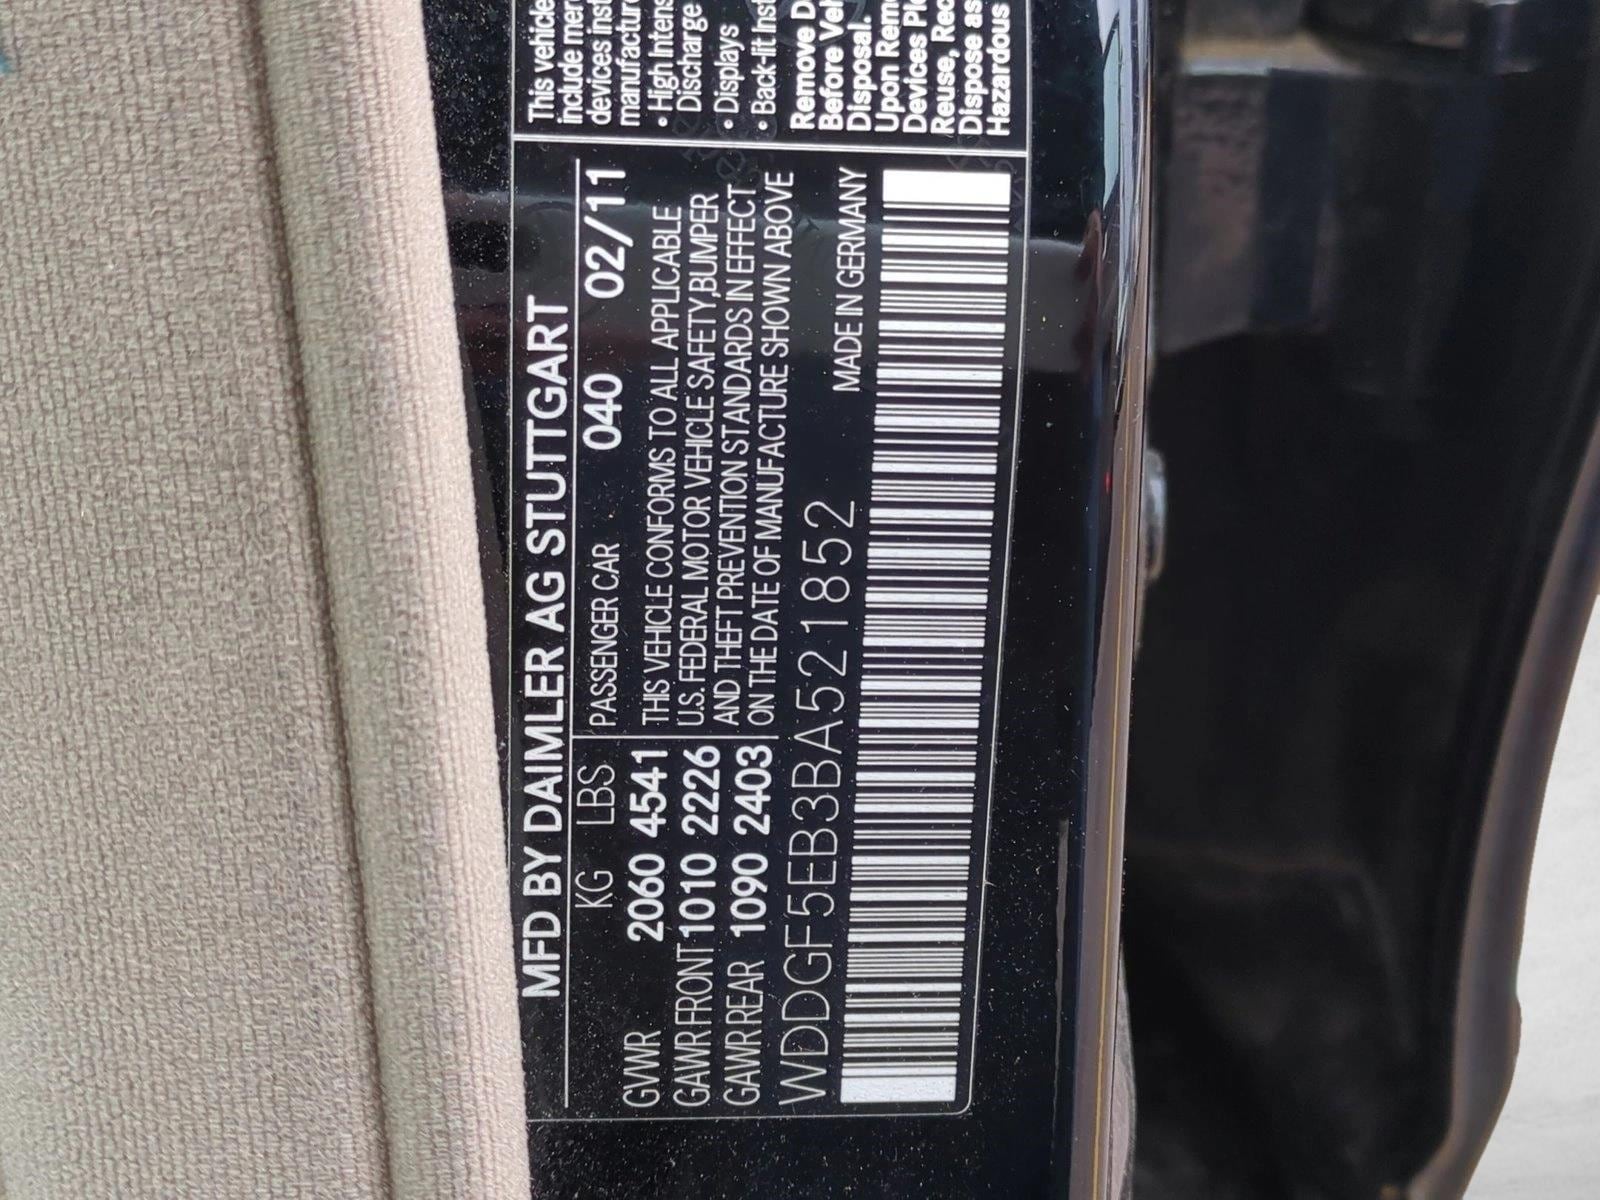 MFD BY DAIMLER AG STUTTGART
KG LBS PASSENGER CAR 040 02/11
GVWR 2060 4541
GAWR FRONT 1010 2226
GAWR REAR 1090 2403
THIS VEHICLE CONFORMS TO ALL APPLICABLE
U.S. FEDERAL MOTOR VEHICLE SAFETY, BUMPER
AND THEFT PREVENTION STANDARDS IN EFFECT
ON THE DATE OF MANUFACTURE SHOWN ABOVE
WDDGF5EB3BA521852 MADE IN GERMANY
This vehicle
include mer
devices inst
manufacture
• High Intens
Discharge
• Displays
• Back-lit Inst
Remove D
Before Veh
Disposal.
Upon Remo
Devices Ple
Reuse, Rec
Dispose as
Hazardous